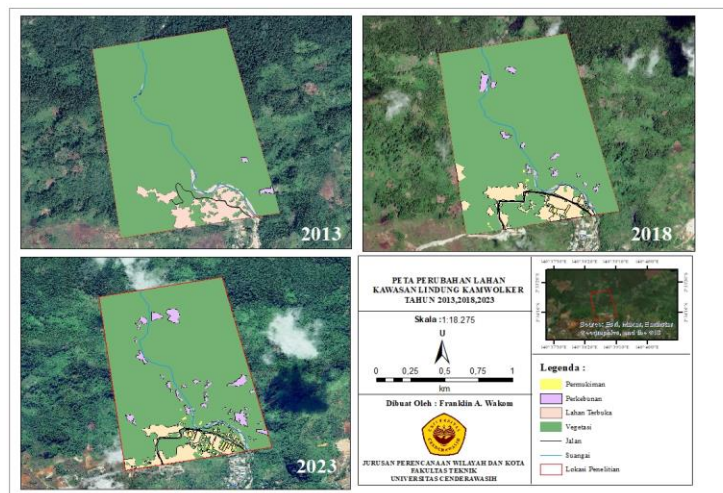 2013
2018
2023
PETA PERUBAHAN LAHAN
KAWASAN LINDUNG KAMWOLKER
TAHUN 2013,2018,2023
Skala :1:18.275
U
0 0,25 0,5 0,75 1
km
Dibuat Oleh : Franklin A. Wakom
JURUSAN PERENCANAAN WILAYAH DAN KOTA
FAKULTAS TEKNIK
UNIVERSITAS CENDERAWASIH
Legenda :
Permukiman
Perkebunan
Lahan Terbuka
Vegetasi
Jalan
Suangai
Lokasi Penelitian